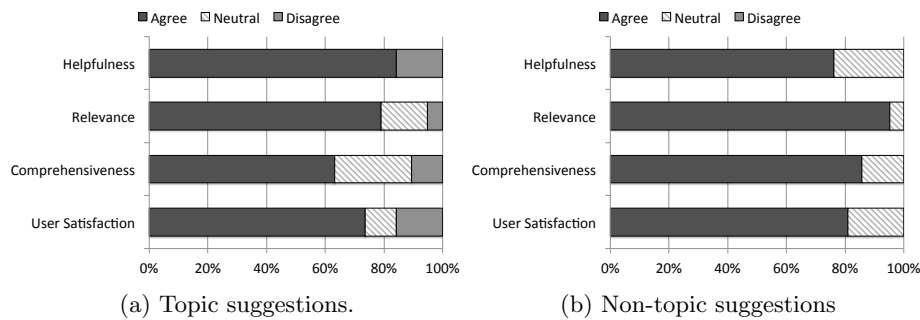 Agree Neutral Disagree
Helpfulness
Relevance
Comprehensiveness
User Satisfaction
0% 20% 40% 60% 80% 100%
(a) Topic suggestions.
Agree Neutral Disagree
Helpfulness
Relevance
Comprehensiveness
User Satisfaction
0% 20% 40% 60% 80% 100%
(b) Non-topic suggestions